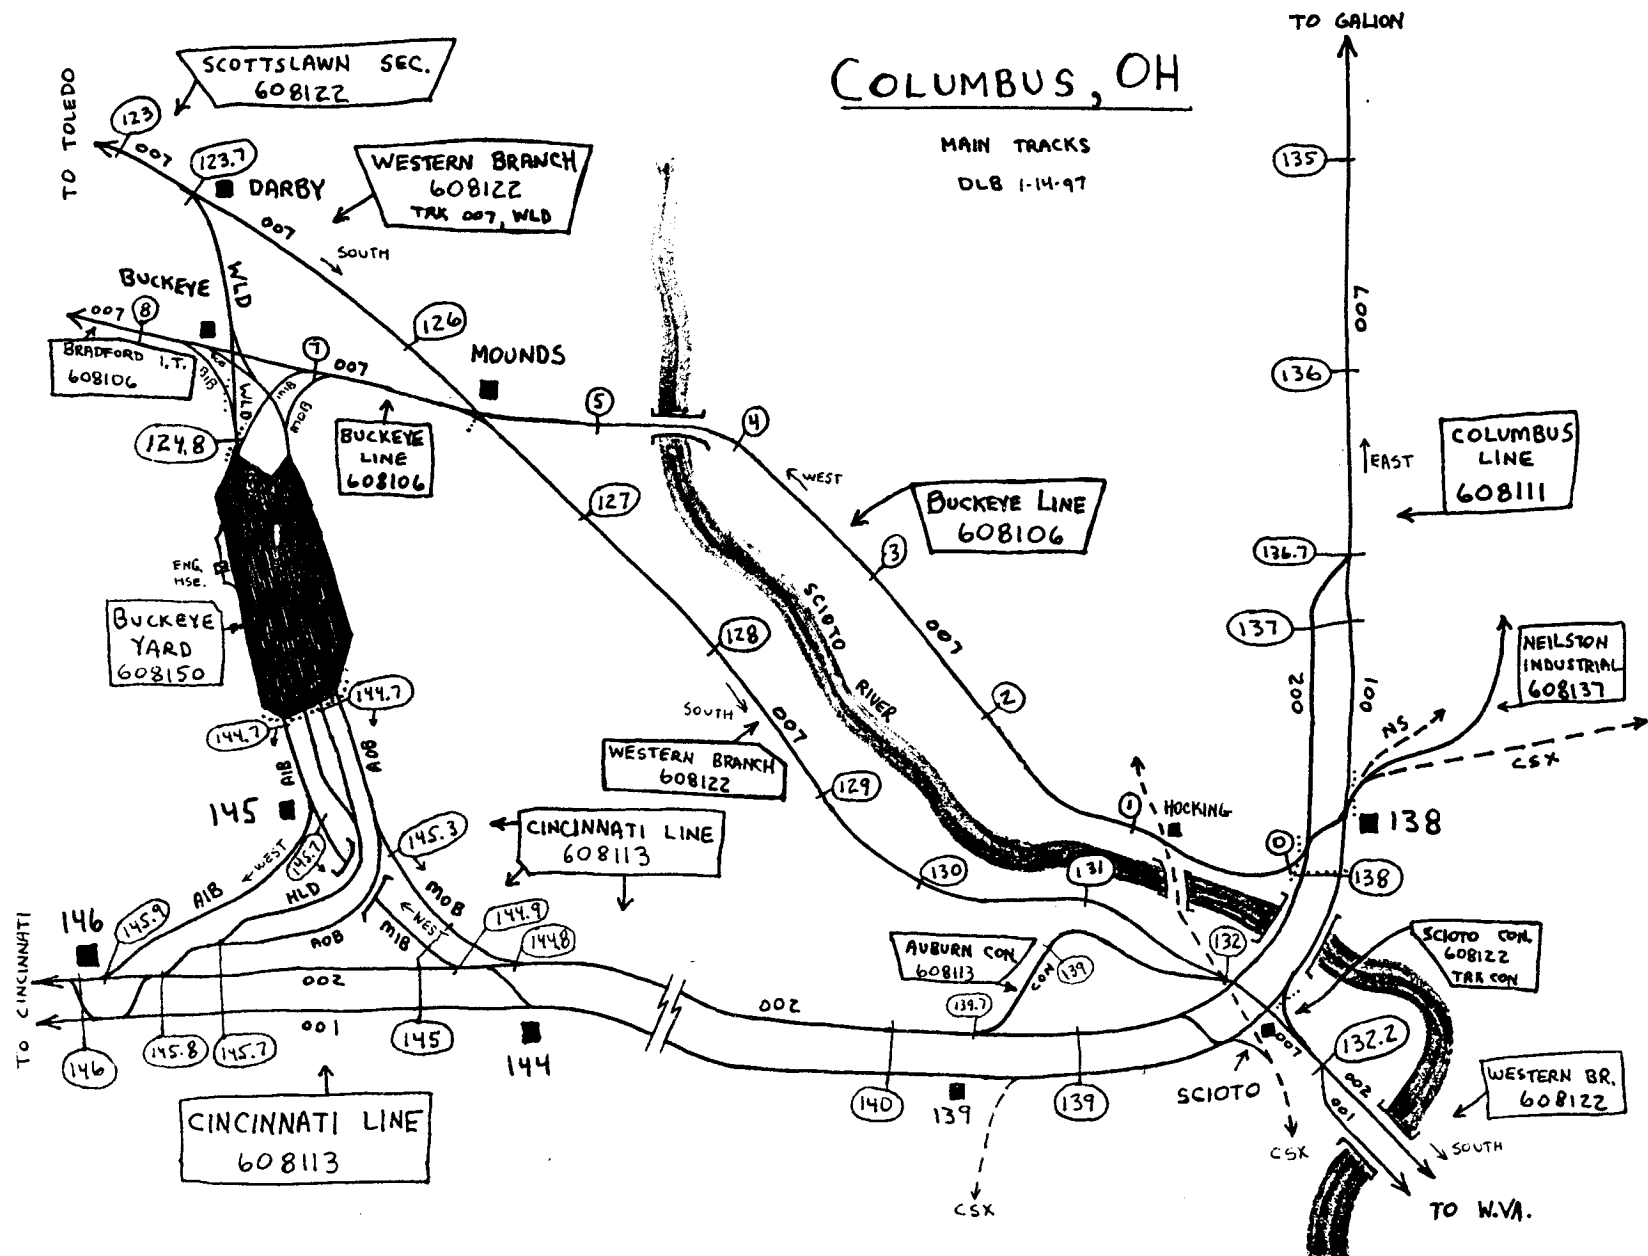 COLUMBUS, OH
MAIN TRACKS
DLB 1-14-97
TO GALION
TO TOLEDO
SCOTTSLAWN SEC.
608122
123
007
123.7
DARBY
WESTERN BRANCH
608122
TRK 007, WLD
007
SOUTH
135
BUCKEYE
WLD
007
8
BRADFORD I.T.
608106
126
MOUNDS
7
007
007
136
AIB
WLD
MIB
MOB
124.8
BUCKEYE
LINE
608106
5
4
WEST
COLUMBUS
LINE
608111
EAST
127
BUCKEYE LINE
608106
3
136.7
ENG.
HSE.
BUCKEYE
YARD
608150
SCIOTO
RIVER
007
128
137
NEILSTON
INDUSTRIAL
608137
2
002
001
144.7
144.7
SOUTH
007
WESTERN BRANCH
608122
NS
CSX
AIB
AOB
129
145
1
HOCKING
138
CINCINNATI LINE
608113
145.3
145.7
WEST
0
138
AIB
HLD
AOB
MOB
WEST
MIB
130
131
146
145.9
144.9
144.8
AUBURN CON.
608113
CON
139
132
SCIOTO CON.
608122
TRK CON
TO CINCINNATI
002
001
002
139.7
146
145.8
145.7
145
144
140
139
139
SCIOTO
007
132.2
002
001
WESTERN BR.
608122
SOUTH
CINCINNATI LINE
608113
CSX
CSX
TO W.VA.